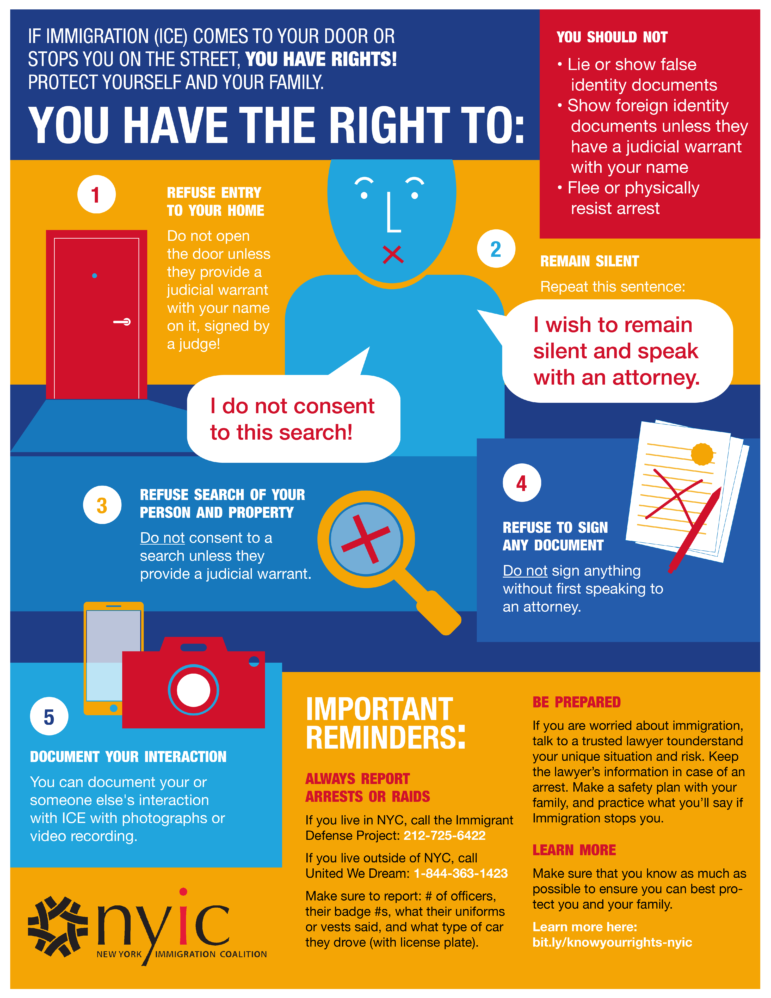 IF IMMIGRATION (ICE) COMES TO YOUR DOOR OR
STOPS YOU ON THE STREET, YOU HAVE RIGHTS!
PROTECT YOURSELF AND YOUR FAMILY.
YOU HAVE THE RIGHT TO:
YOU SHOULD NOT
• Lie or show false
identity documents
• Show foreign identity
documents unless they
have a judicial warrant
with your name
• Flee or physically
resist arrest
1
REFUSE ENTRY
TO YOUR HOME
Do not open
the door unless
they provide a
judicial warrant
with your name
on it, signed by
a judge!
2
REMAIN SILENT
Repeat this sentence:
I wish to remain
silent and speak
with an attorney.
I do not consent
to this search!
3
REFUSE SEARCH OF YOUR
PERSON AND PROPERTY
Do not consent to a
search unless they
provide a judicial warrant.
4
REFUSE TO SIGN
ANY DOCUMENT
Do not sign anything
without first speaking to
an attorney.
5
DOCUMENT YOUR INTERACTION
You can document your or
someone else's interaction
with ICE with photographs or
video recording.
IMPORTANT
REMINDERS:
ALWAYS REPORT
ARRESTS OR RAIDS
If you live in NYC, call the Immigrant
Defense Project: 212-725-6422
If you live outside of NYC, call
United We Dream: 1-844-363-1423
Make sure to report: # of officers,
their badge #s, what their uniforms
or vests said, and what type of car
they drove (with license plate).
BE PREPARED
If you are worried about immigration,
talk to a trusted lawyer tounderstand
your unique situation and risk. Keep
the lawyer's information in case of an
arrest. Make a safety plan with your
family, and practice what you'll say if
Immigration stops you.
LEARN MORE
Make sure that you know as much as
possible to ensure you can best pro-
tect you and your family.
Learn more here:
bit.ly/knowyourrights-nyic
nyic
NEW YORK IMMIGRATION COALITION